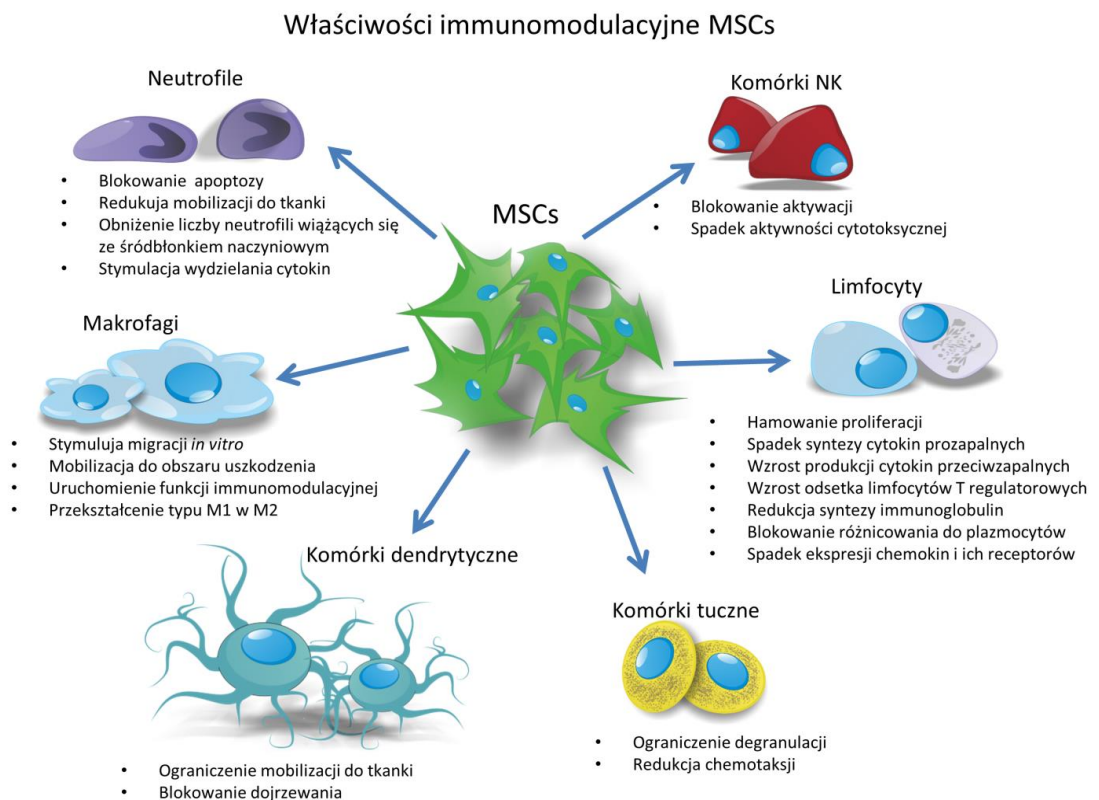 Właściwości immunomodulacyjne MSCs
Neutrofile
• Blokowanie apoptozy
• Redukuja mobilizacji do tkanki
• Obniżenie liczby neutrofili wiążących się
ze śródbłonkiem naczyniowym
• Stymulacja wydzielania cytokin
Komórki NK
• Blokowanie aktywacji
• Spadek aktywności cytotoksycznej
MSCs
Makrofagi
• Stymuluja migracji in vitro
• Mobilizacja do obszaru uszkodzenia
• Uruchomienie funkcji immunomodulacyjnej
• Przekształcenie typu M1 w M2
Limfocyty
• Hamowanie proliferacji
• Spadek syntezy cytokin prozapalnych
• Wzrost produkcji cytokin przeciwzapalnych
• Wzrost odsetka limfocytów T regulatorowych
• Redukcja syntezy immunoglobulin
• Blokowanie różnicowania do plazmocytów
• Spadek ekspresji chemokin i ich receptorów
Komórki dendrytyczne
• Ograniczenie mobilizacji do tkanki
• Blokowanie dojrzewania
Komórki tuczne
• Ograniczenie degranulacji
• Redukcja chemotaksji